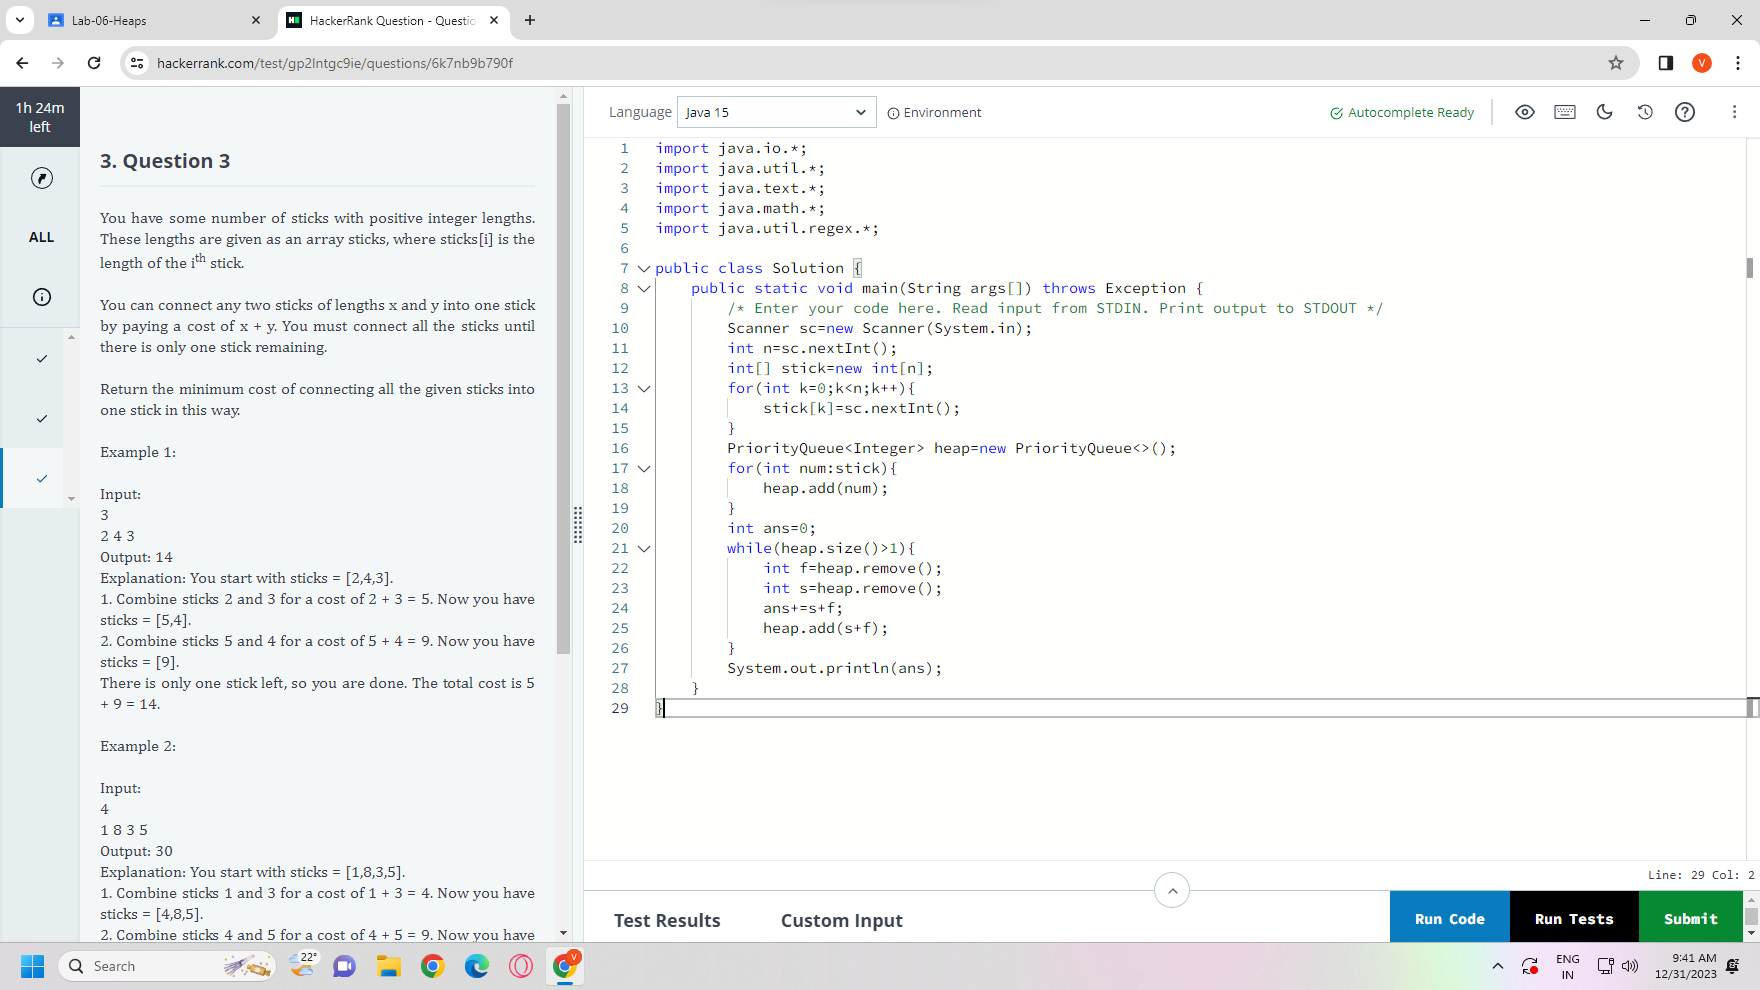 Lab-06-Heaps
HackerRank Question - Questio
hackerrank.com/test/gp2lntgc9ie/questions/6k7nb9b790f
V
1h 24m
left
ALL
3. Question 3
You have some number of sticks with positive integer lengths.
These lengths are given as an array sticks, where sticks[i] is the
length of the ith stick.
You can connect any two sticks of lengths x and y into one stick
by paying a cost of x + y. You must connect all the sticks until
there is only one stick remaining.
Return the minimum cost of connecting all the given sticks into
one stick in this way.
Example 1:
Input:
3
2 4 3
Output: 14
Explanation: You start with sticks = [2,4,3].
1. Combine sticks 2 and 3 for a cost of 2 + 3 = 5. Now you have
sticks = [5,4].
2. Combine sticks 5 and 4 for a cost of 5 + 4 = 9. Now you have
sticks = [9].
There is only one stick left, so you are done. The total cost is 5
+ 9 = 14.
Example 2:
Input:
4
1 8 3 5
Output: 30
Explanation: You start with sticks = [1,8,3,5].
1. Combine sticks 1 and 3 for a cost of 1 + 3 = 4. Now you have
sticks = [4,8,5].
2. Combine sticks 4 and 5 for a cost of 4 + 5 = 9. Now you have
Language Java 15 Environment Autocomplete Ready
1 import java.io.*;
2 import java.util.*;
3 import java.text.*;
4 import java.math.*;
5 import java.util.regex.*;
6
7 public class Solution {
8 public static void main(String args[]) throws Exception {
9 /* Enter your code here. Read input from STDIN. Print output to STDOUT */
10 Scanner sc=new Scanner(System.in);
11 int n=sc.nextInt();
12 int[] stick=new int[n];
13 for(int k=0;k<n;k++){
14 stick[k]=sc.nextInt();
15 }
16 PriorityQueue<Integer> heap=new PriorityQueue<>();
17 for(int num:stick){
18 heap.add(num);
19 }
20 int ans=0;
21 while(heap.size()>1){
22 int f=heap.remove();
23 int s=heap.remove();
24 ans+=s+f;
25 heap.add(s+f);
26 }
27 System.out.println(ans);
28 }
29 }
Line: 29 Col: 2
Test Results Custom Input Run Code Run Tests Submit
Search
22°
V
ENG
IN
9:41 AM
12/31/2023